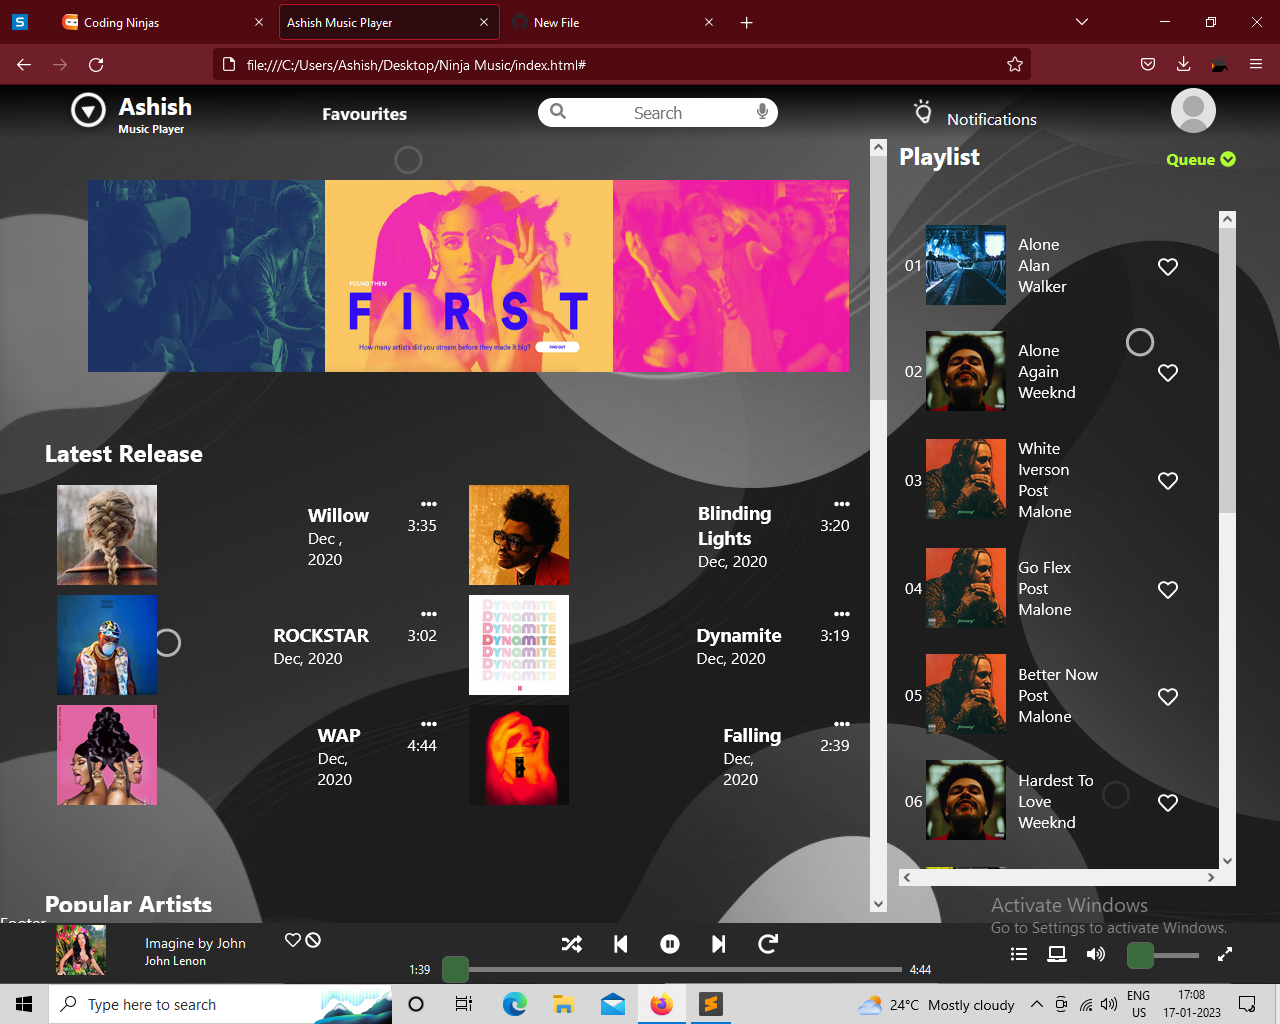 S
Coding Ninjas
Ashish Music Player
New File
file:///C:/Users/Ashish/Desktop/Ninja Music/index.html#
Ashish
Music Player
Favourites
Search
Notifications
Playlist
Queue
FOUND THEM
FIRST
How many artists did you stream before they made it big?
FIND OUT
01
Alone
Alan
Walker
02
Alone
Again
Weeknd
03
White
Iverson
Post
Malone
04
Go Flex
Post
Malone
05
Better Now
Post
Malone
06
Hardest To
Love
Weeknd
Latest Release
Willow
Dec ,
2020
3:35
Blinding
Lights
Dec, 2020
3:20
ROCKSTAR
Dec, 2020
3:02
DYNAMITE
DYNAMITE
DYNAMITE
DYNAMITE
DYNAMITE
DYNAMITE
Dynamite
Dec, 2020
3:19
WAP
Dec,
2020
4:44
Falling
Dec,
2020
2:39
Popular Artists
Footer
Imagine by John
John Lenon
1:39
4:44
Activate Windows
Go to Settings to activate Windows.
Type here to search
24°C Mostly cloudy
ENG
US
17:08
17-01-2023